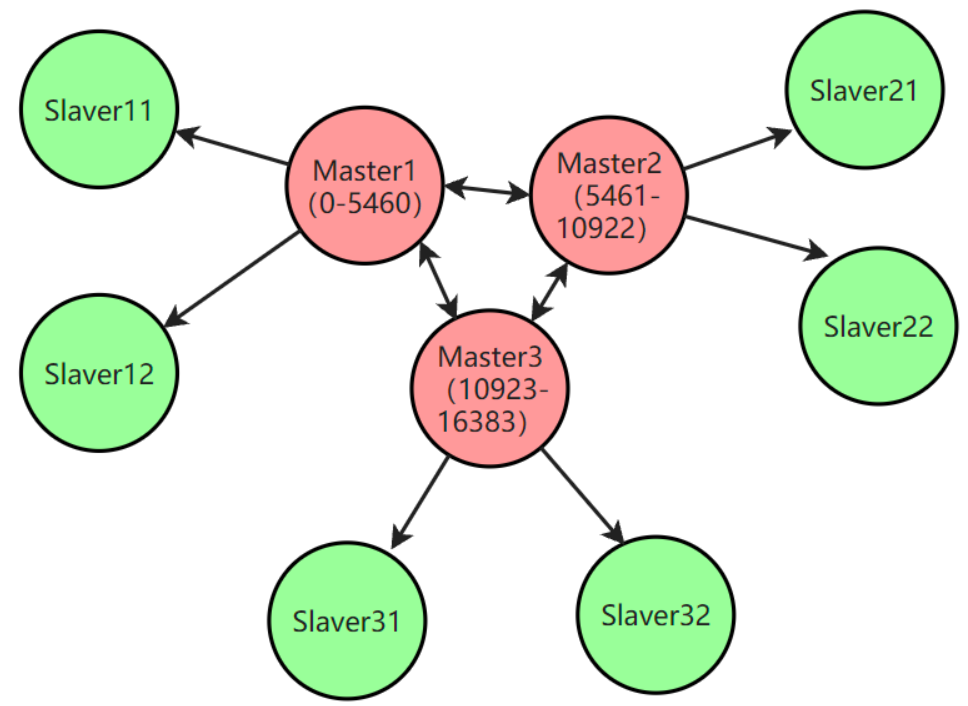 Slaver11
Master1
(0-5460)
Master2
（5461-
10922）
Slaver21
Slaver12
Master3
（10923-
16383）
Slaver22
Slaver31
Slaver32